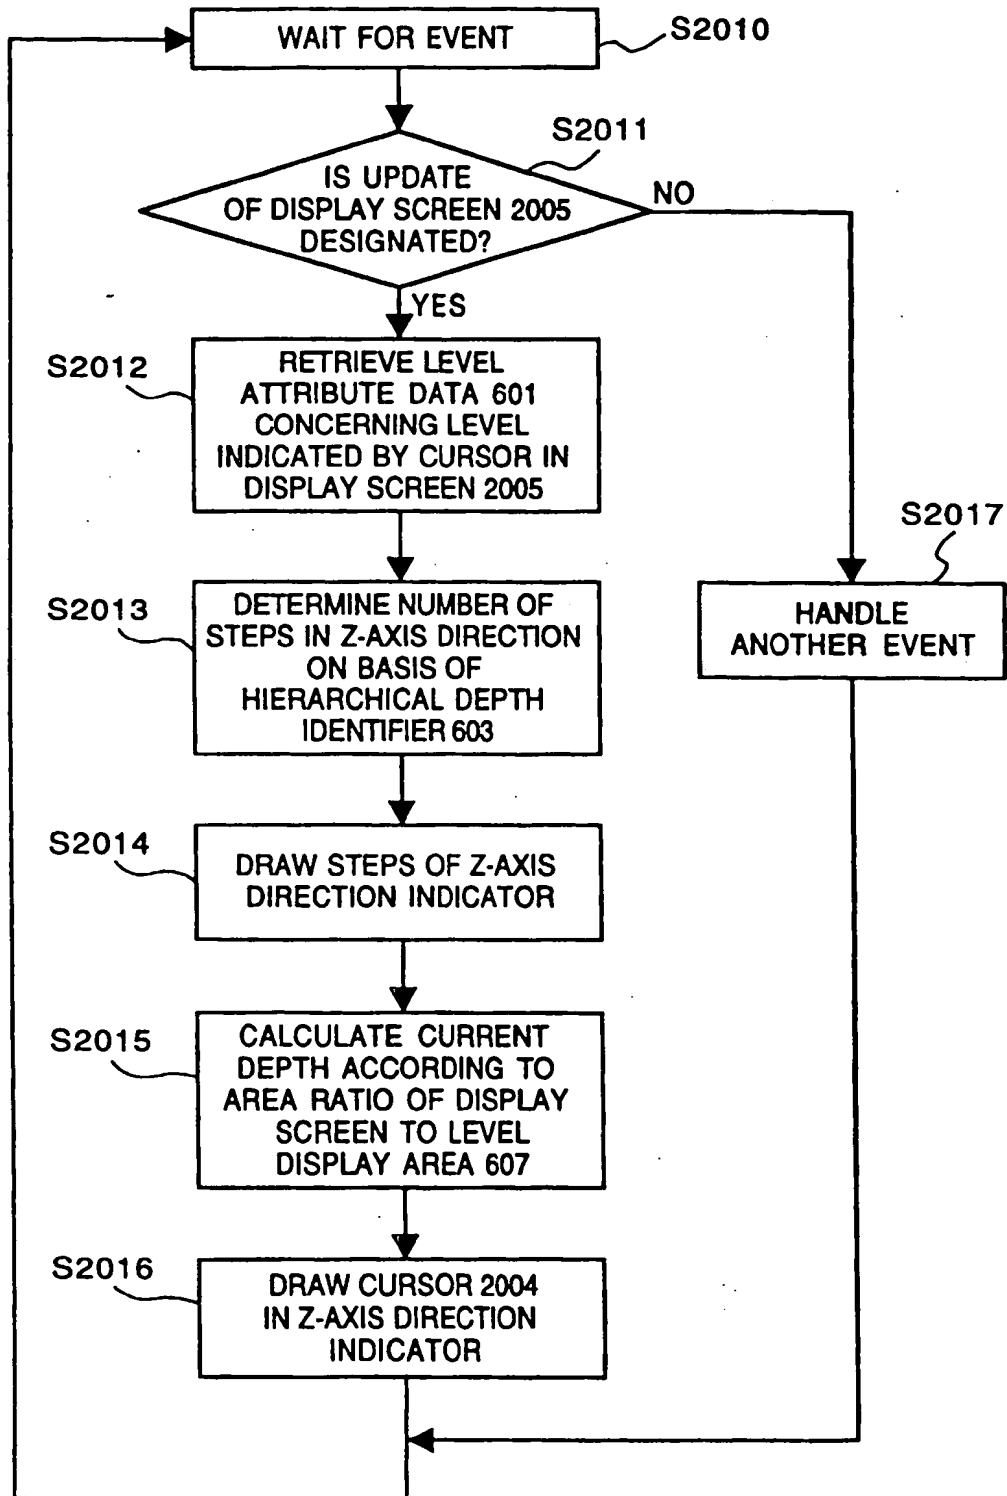 WAIT FOR EVENT
S2010
S2011
IS UPDATE
OF DISPLAY SCREEN 2005
DESIGNATED?
NO
YES
S2012
RETRIEVE LEVEL
ATTRIBUTE DATA 601
CONCERNING LEVEL
INDICATED BY CURSOR IN
DISPLAY SCREEN 2005
S2017
HANDLE
ANOTHER EVENT
S2013
DETERMINE NUMBER OF
STEPS IN Z-AXIS DIRECTION
ON BASIS OF
HIERARCHICAL DEPTH
IDENTIFIER 603
S2014
DRAW STEPS OF Z-AXIS
DIRECTION INDICATOR
S2015
CALCULATE CURRENT
DEPTH ACCORDING TO
AREA RATIO OF DISPLAY
SCREEN TO LEVEL
DISPLAY AREA 607
S2016
DRAW CURSOR 2004
IN Z-AXIS DIRECTION
INDICATOR